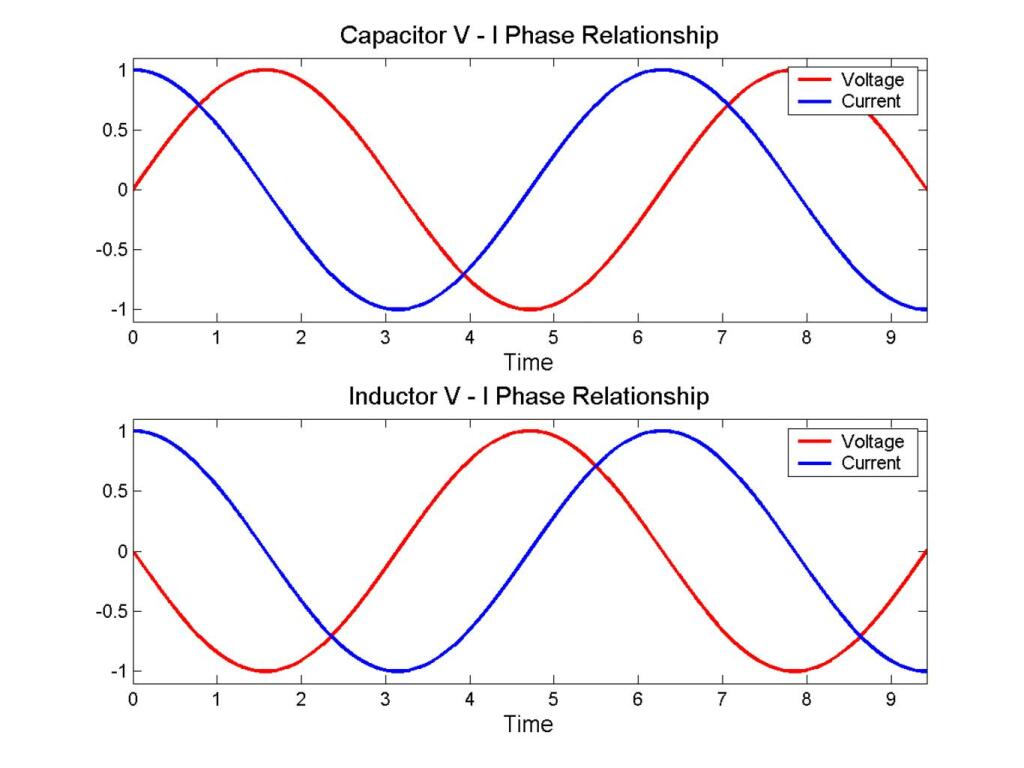 Capacitor V - I Phase Relationship
1
0.5
0
-0.5
-1
Voltage
Current
0 1 2 3 4 5 6 7 8 9
Time
Inductor V - I Phase Relationship
1
0.5
0
-0.5
-1
Voltage
Current
0 1 2 3 4 5 6 7 8 9
Time